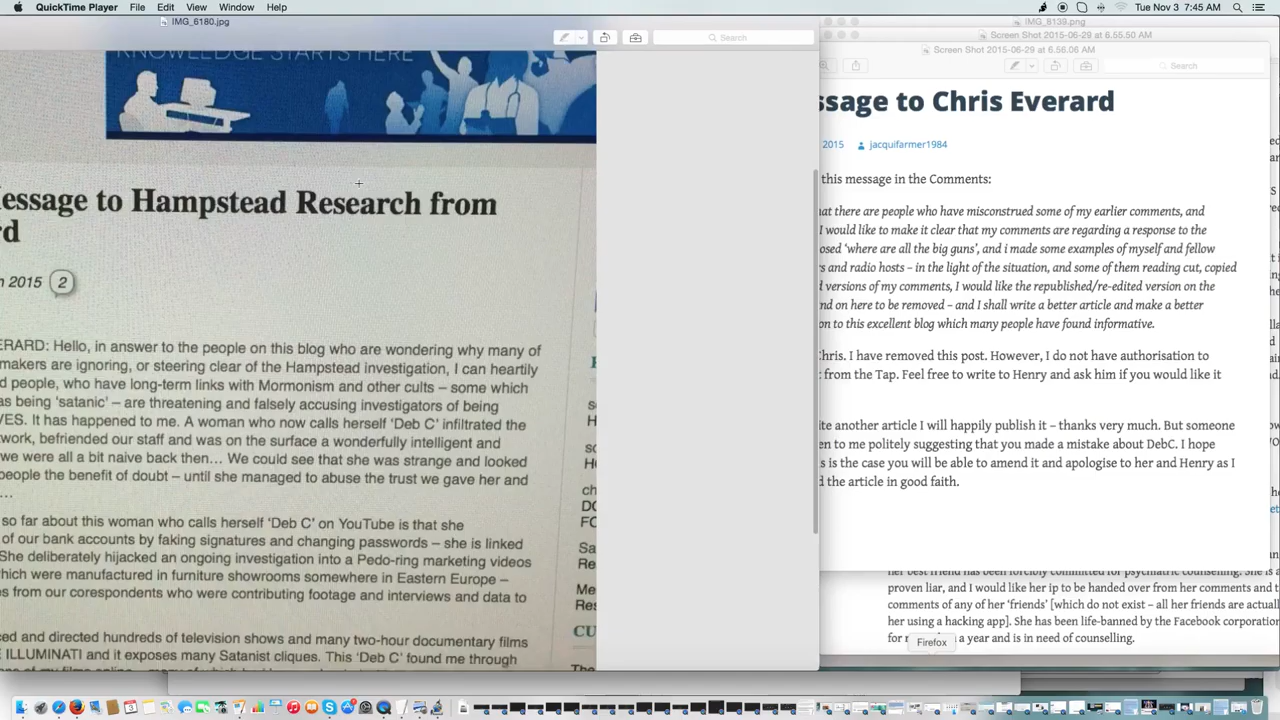 QuickTime Player File Edit View Window Help
Tue Nov 3 7:45 AM
IMG_6180.jpg
Search
KNOWLEDGE STARTS HERE
essage to Hampstead Research from
rd
n 2015 2
ERARD: Hello, in answer to the people on this blog who are wondering why many of
makers are ignoring, or steering clear of the Hampstead investigation, I can heartily
d people, who have long-term links with Mormonism and other cults – some which
as being 'satanic' – are threatening and falsely accusing investigators of being
VES. It has happened to me. A woman who now calls herself 'Deb C' infiltrated the
work, befriended our staff and was on the surface a wonderfully intelligent and
we were all a bit naive back then… We could see that she was strange and looked
people the benefit of doubt – until she managed to abuse the trust we gave her and
…
so far about this woman who calls herself 'Deb C' on YouTube is that she
of our bank accounts by faking signatures and changing passwords – she is linked
She deliberately hijacked an ongoing investigation into a Pedo-ring marketing videos
which were manufactured in furniture showrooms somewhere in Eastern Europe –
es from our corespondents who were contributing footage and interviews and data to
ced and directed hundreds of television shows and many two-hour documentary films
E ILLUMINATI and it exposes many Satanist cliques. This 'Deb C' found me through
IMG_8139.png
Screen Shot 2015-06-29 at 6.55.50 AM
Screen Shot 2015-06-29 at 6.56.06 AM
Search
ssage to Chris Everard
2015 jacquifarmer1984
this message in the Comments:
hat there are people who have misconstrued some of my earlier comments, and
I would like to make it clear that my comments are regarding a response to the
osed 'where are all the big guns', and i made some examples of myself and fellow
rs and radio hosts – in the light of the situation, and some of them reading cut, copied
d versions of my comments, I would like the republished/re-edited version on the
nd on here to be removed – and I shall write a better article and make a better
on to this excellent blog which many people have found informative.
Chris. I have removed this post. However, I do not have authorisation to
t from the Tap. Feel free to write to Henry and ask him if you would like it
ite another article I will happily publish it – thanks very much. But someone
en to me politely suggesting that you made a mistake about DebC. I hope
s is the case you will be able to amend it and apologise to her and Henry as I
d the article in good faith.
her best friend has been forcibly committed for psychiatric counselling. She is a
proven liar, and I would like her ip to be handed over from her comments and t
comments of any of her 'friends' [which do not exist – all her friends are actual
her using a hacking app]. She has been life-banned by the Facebook corporation
for a year and is in need of counselling.
Firefox